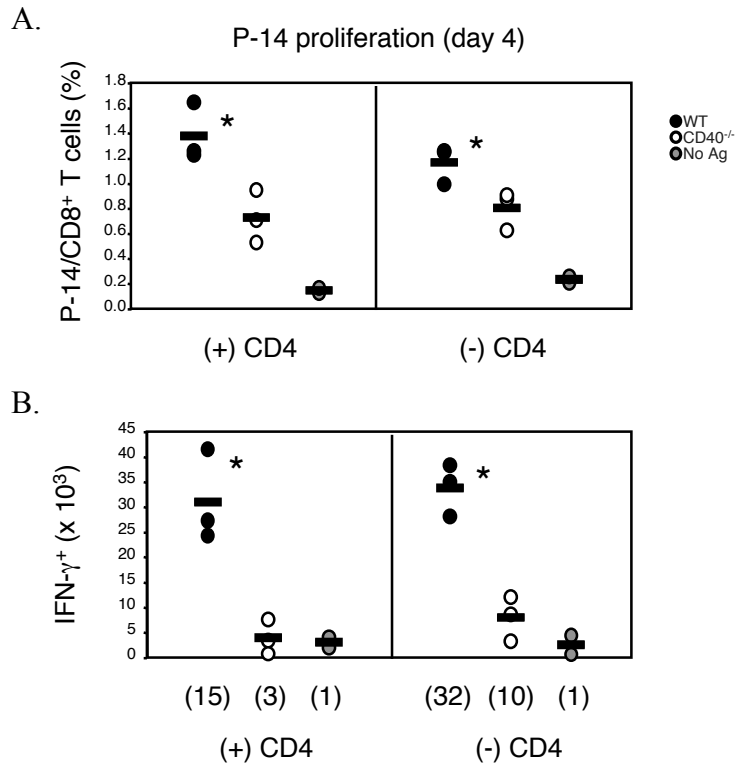 A.
P-14 proliferation (day 4)
P-14/CD8+ T cells (%)
1.8
1.6
1.4
1.2
1.0
0.8
0.6
0.4
0.2
0.0
*
*
WT
CD40-/-
No Ag
(+) CD4
(-) CD4
B.
IFN-γ+ (x 10³)
45
40
35
30
25
20
15
10
5
0
*
*
(15) (3) (1) (32) (10) (1)
(+) CD4
(-) CD4